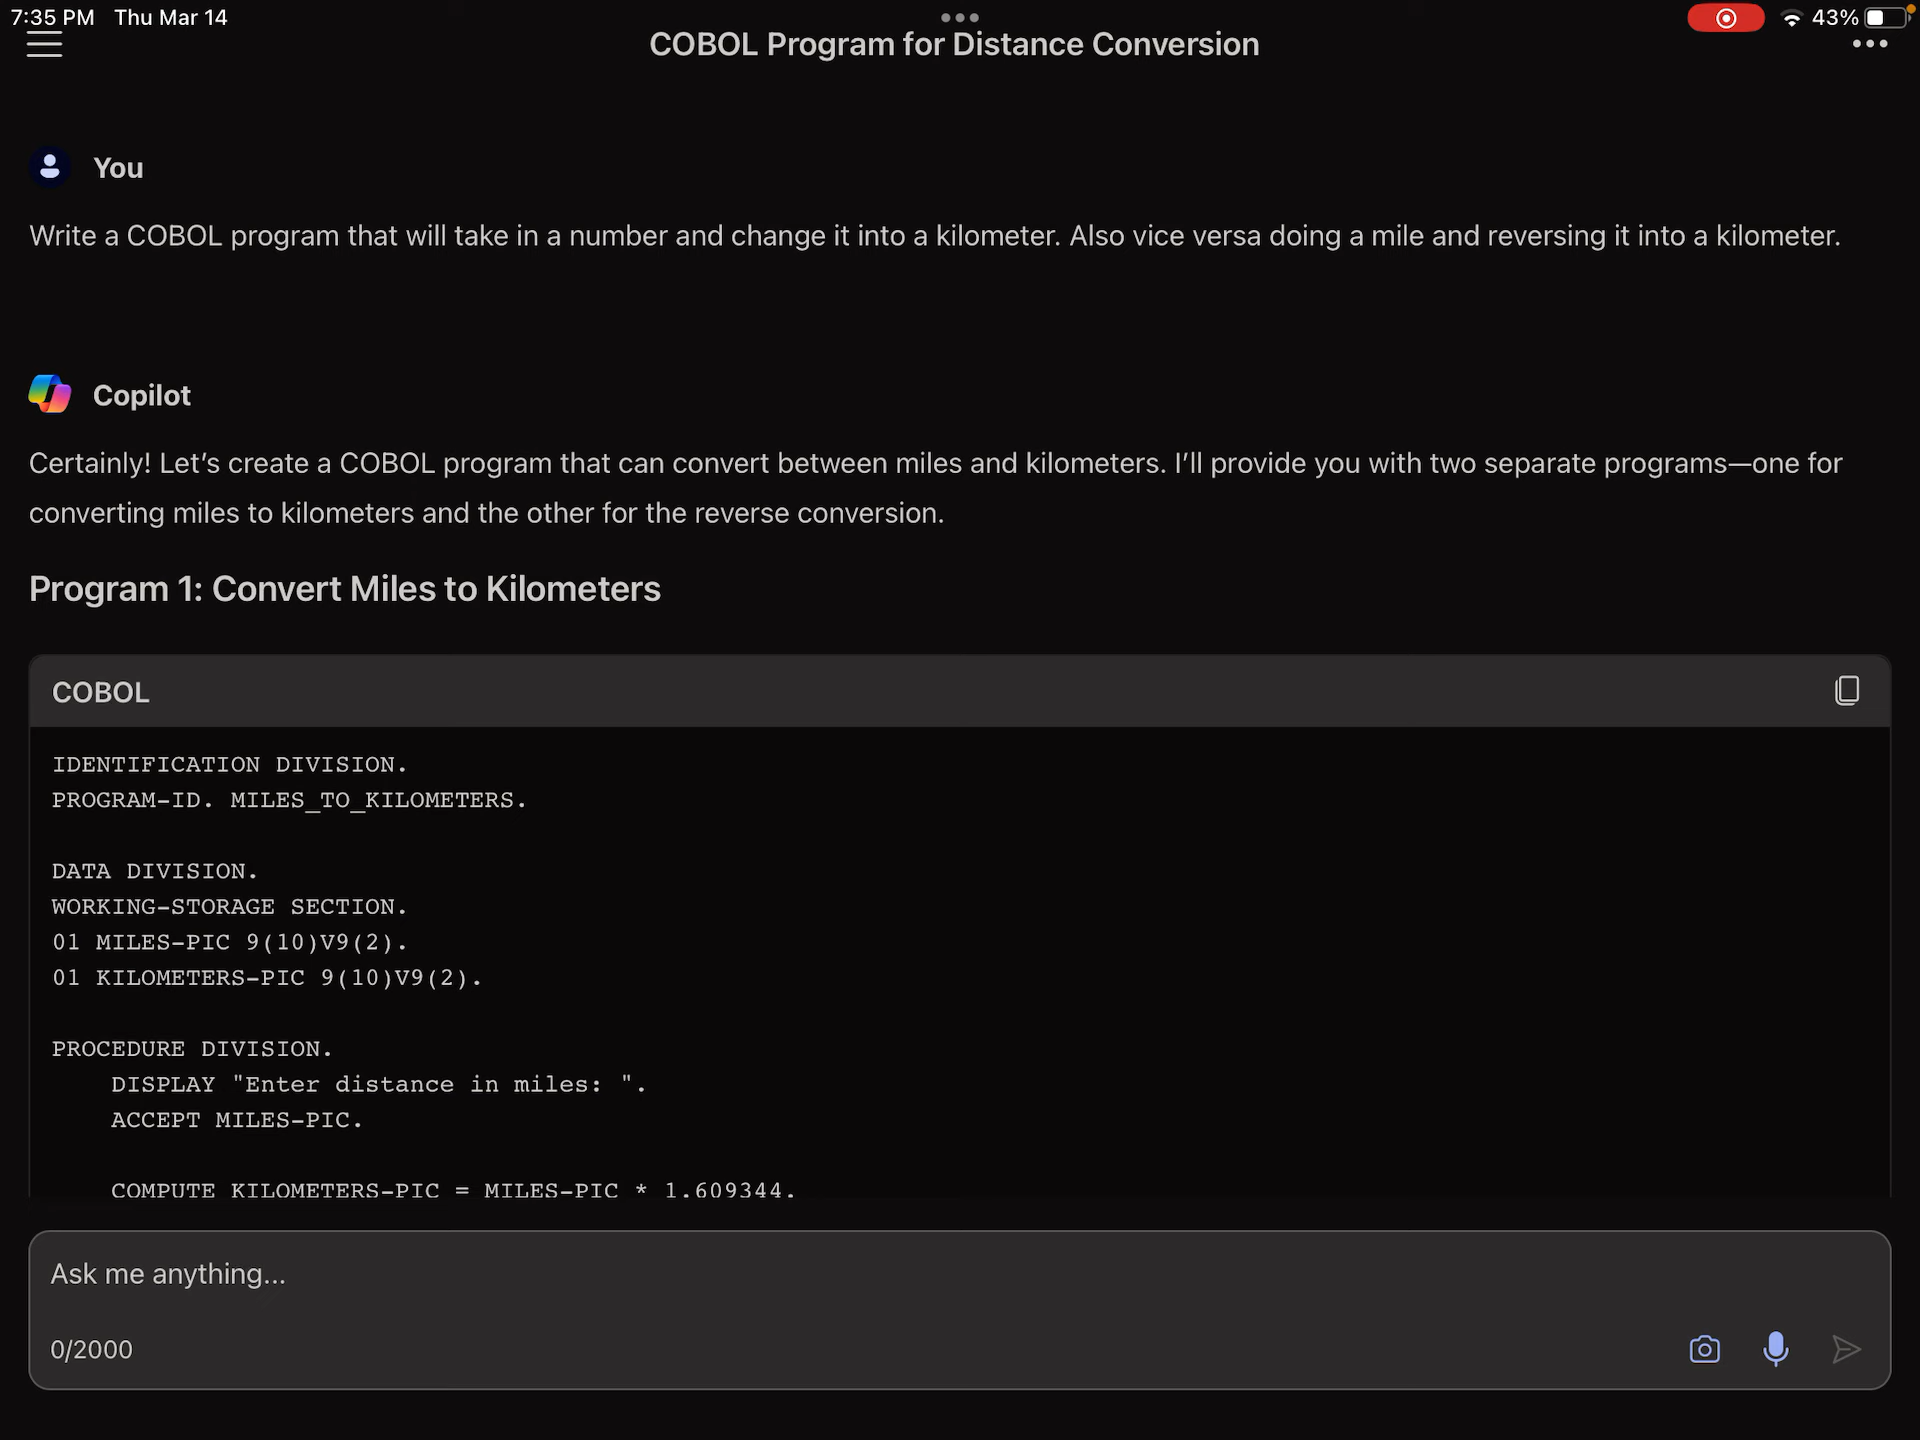 7:35 PM Thu Mar 14
43%
COBOL Program for Distance Conversion
You
Write a COBOL program that will take in a number and change it into a kilometer. Also vice versa doing a mile and reversing it into a kilometer.
Copilot
Certainly! Let’s create a COBOL program that can convert between miles and kilometers. I’ll provide you with two separate programs—one for
converting miles to kilometers and the other for the reverse conversion.
Program 1: Convert Miles to Kilometers
COBOL
IDENTIFICATION DIVISION.
PROGRAM-ID. MILES_TO_KILOMETERS.
DATA DIVISION.
WORKING-STORAGE SECTION.
01 MILES-PIC 9(10)V9(2).
01 KILOMETERS-PIC 9(10)V9(2).
PROCEDURE DIVISION.
DISPLAY "Enter distance in miles: ".
ACCEPT MILES-PIC.
COMPUTE KILOMETERS-PIC = MILES-PIC * 1.609344.
Ask me anything...
0/2000